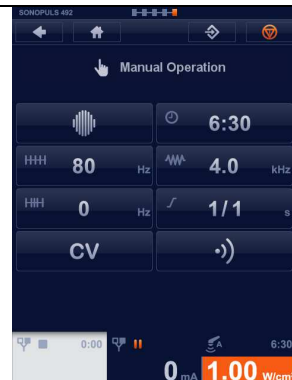 SONOPULS 492
Manual Operation
6:30
80 Hz
4.0 kHz
0 Hz
1/1 s
CV
0:00
A 6:30
0 mA
1.00 W/cm²